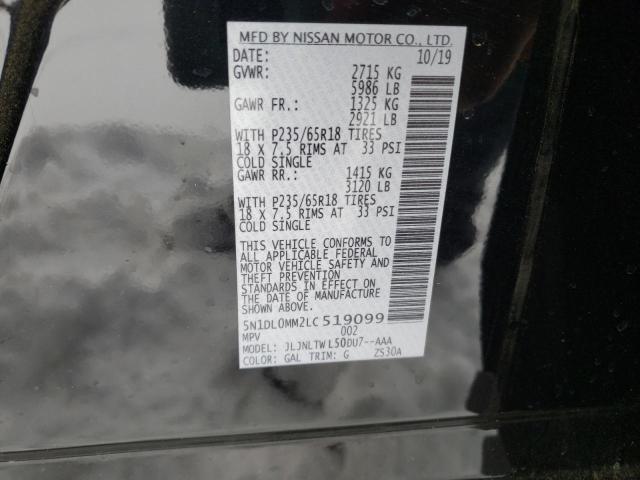 MFD BY NISSAN MOTOR CO., LTD.
DATE: 10/19
GVWR: 2715 KG
5986 LB
GAWR FR.: 1325 KG
2921 LB
WITH P235/65R18 TIRES
18 X 7.5 RIMS AT 33 PSI
COLD SINGLE
GAWR RR.: 1415 KG
3120 LB
WITH P235/65R18 TIRES
18 X 7.5 RIMS AT 33 PSI
COLD SINGLE
THIS VEHICLE CONFORMS TO
ALL APPLICABLE FEDERAL
MOTOR VEHICLE SAFETY AND
THEFT PREVENTION
STANDARDS IN EFFECT ON
THE DATE OF MANUFACTURE
SHOWN ABOVE.
5N1DL0MM2LC519099
MPV 002
MODEL: JLJNLTWL50DU7--AAA
COLOR: GAL TRIM: G ZS30A